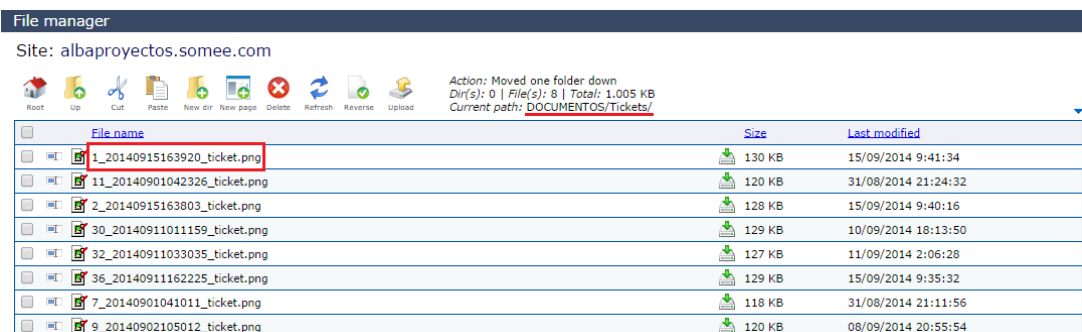 File manager
Site: albaproyectos.somee.com
Action: Moved one folder down
Dir(s): 0 | File(s): 8 | Total: 1.005 KB
Current path: DOCUMENTOS/Tickets/
Root Up Cut Paste New dir New page Delete Refresh Reverse Upload
File name Size Last modified
1_20140915163920_ticket.png 130 KB 15/09/2014 9:41:34
11_20140901042326_ticket.png 120 KB 31/08/2014 21:24:32
2_20140915163803_ticket.png 128 KB 15/09/2014 9:40:16
30_20140911011159_ticket.png 129 KB 10/09/2014 18:13:50
32_20140911033035_ticket.png 127 KB 11/09/2014 2:06:28
36_20140911162225_ticket.png 129 KB 15/09/2014 9:35:32
7_20140901041011_ticket.png 118 KB 31/08/2014 21:11:56
9_20140902105012_ticket.png 120 KB 08/09/2014 20:55:54